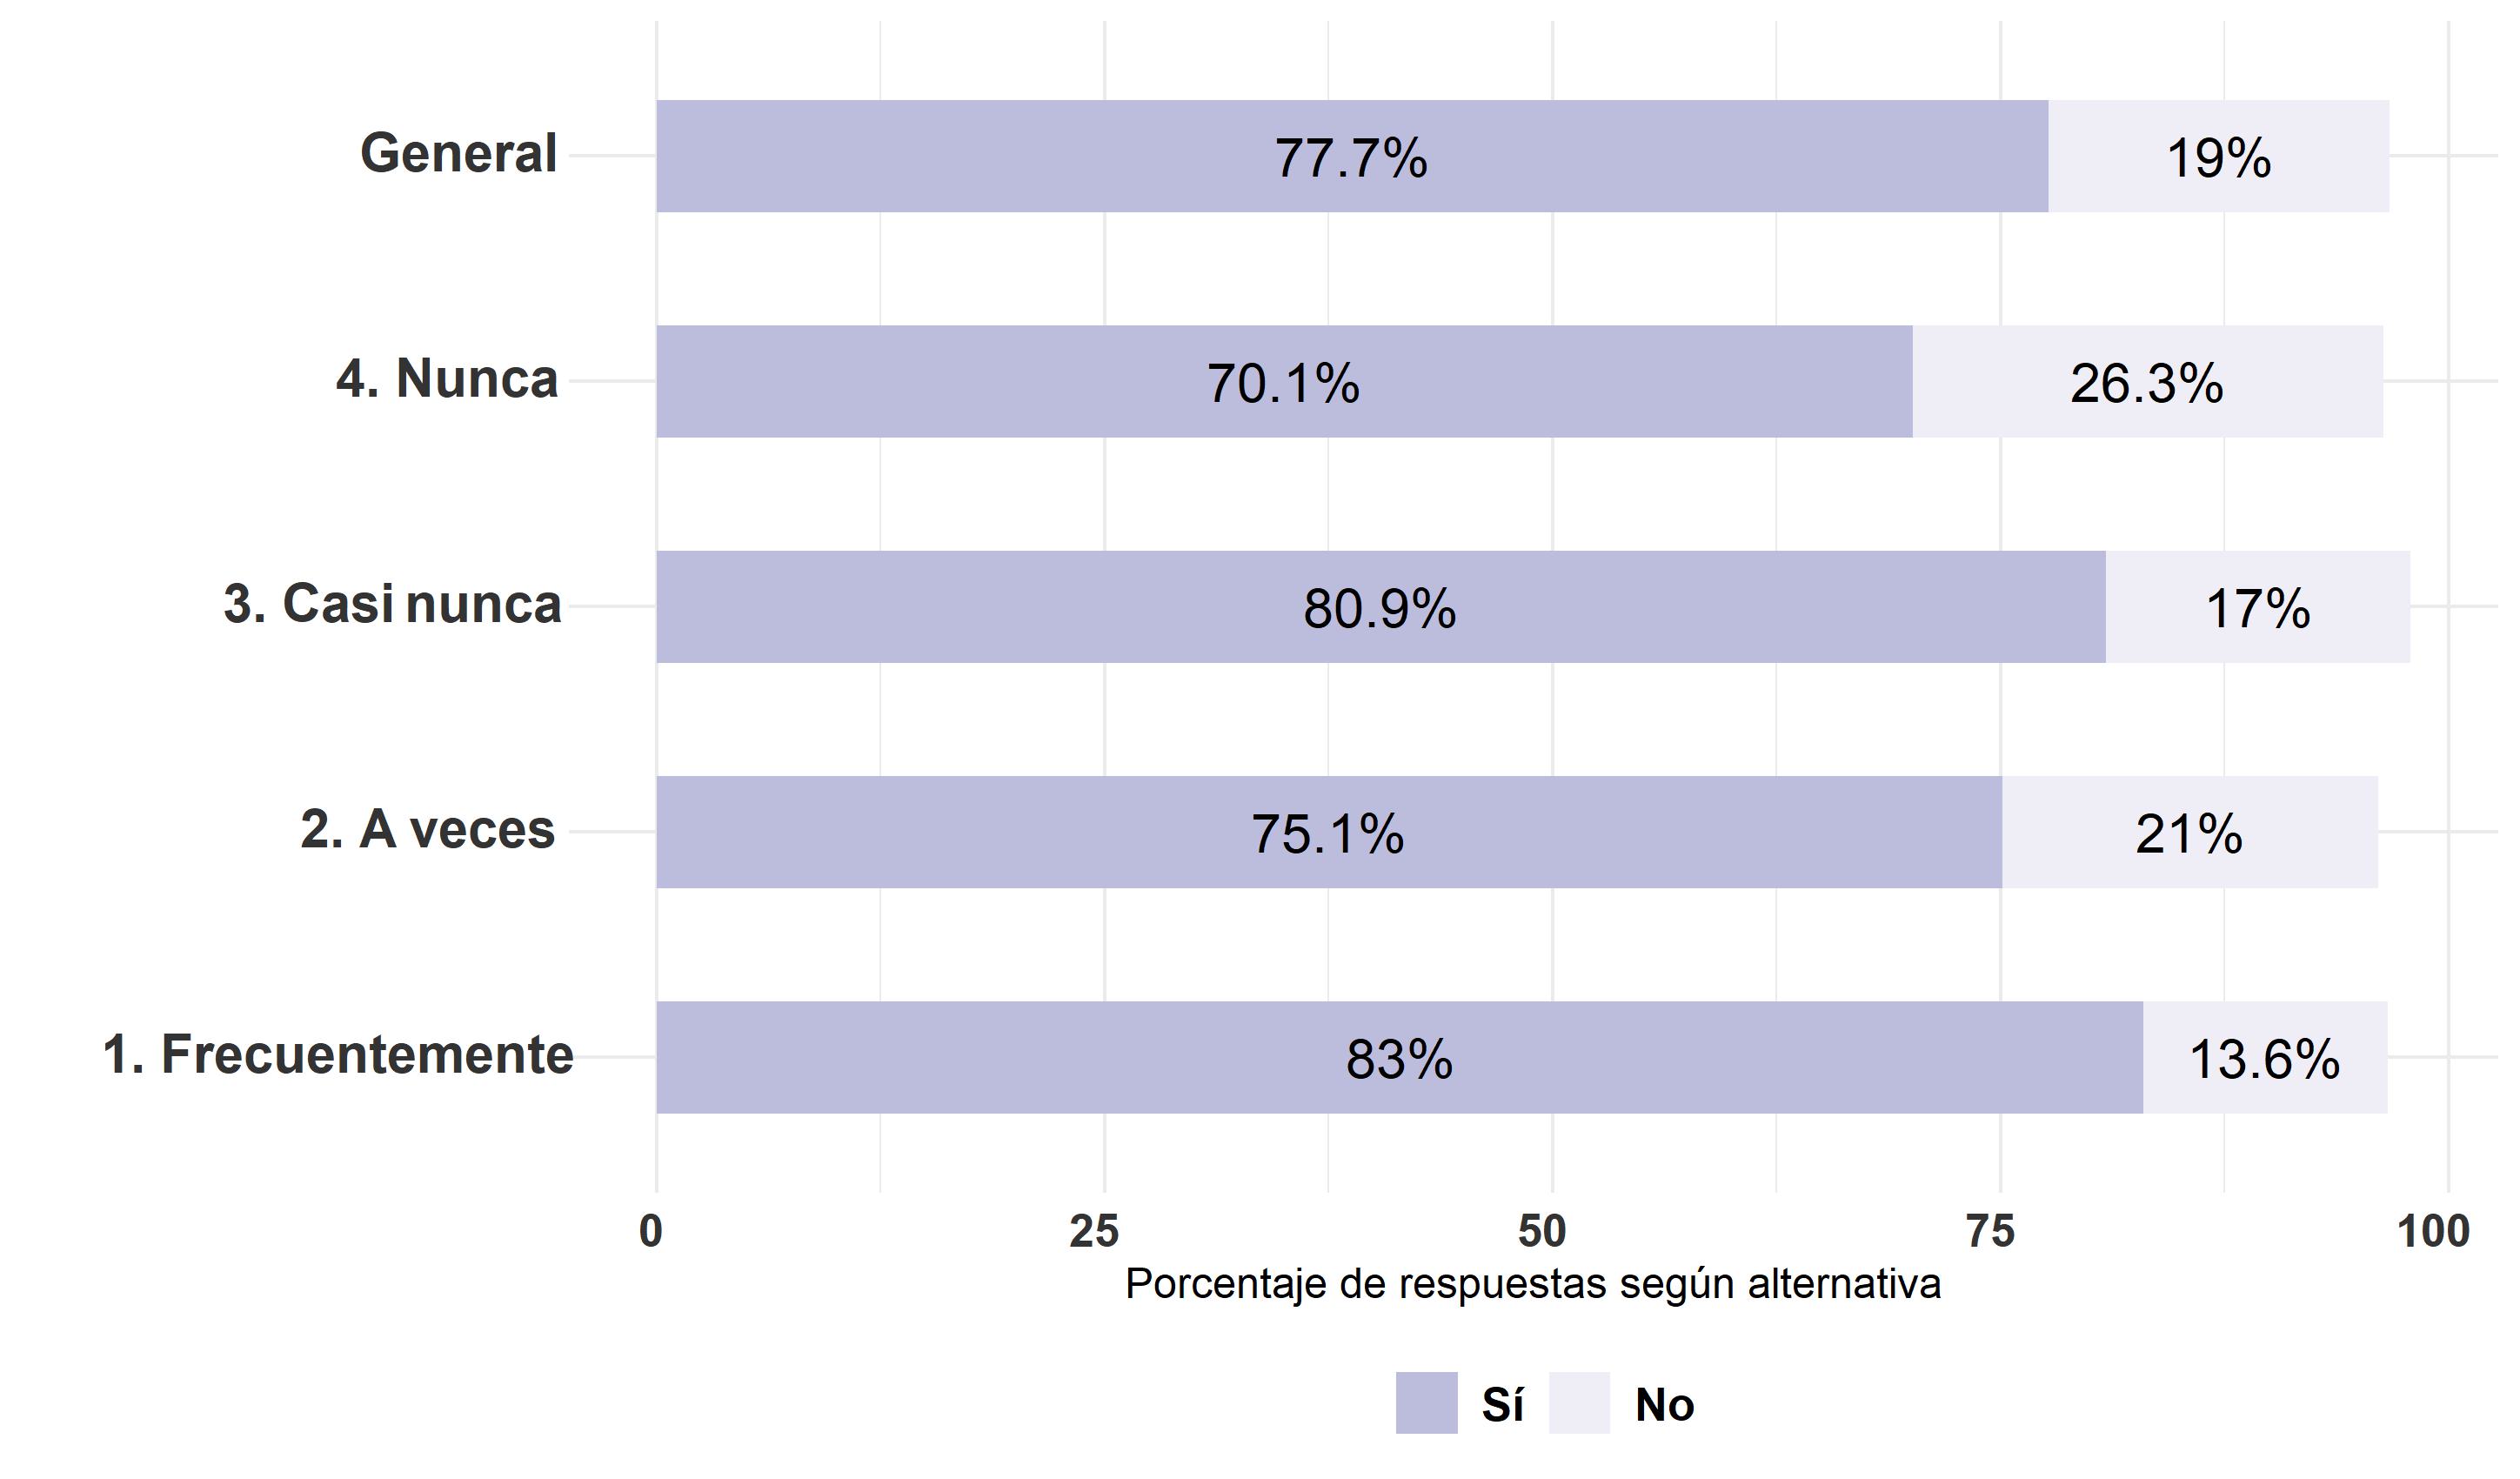 General 77.7% 19%
4. Nunca 70.1% 26.3%
3. Casi nunca 80.9% 17%
2. A veces 75.1% 21%
1. Frecuentemente 83% 13.6%
0 25 50 75 100
Porcentaje de respuestas según alternativa
Sí No